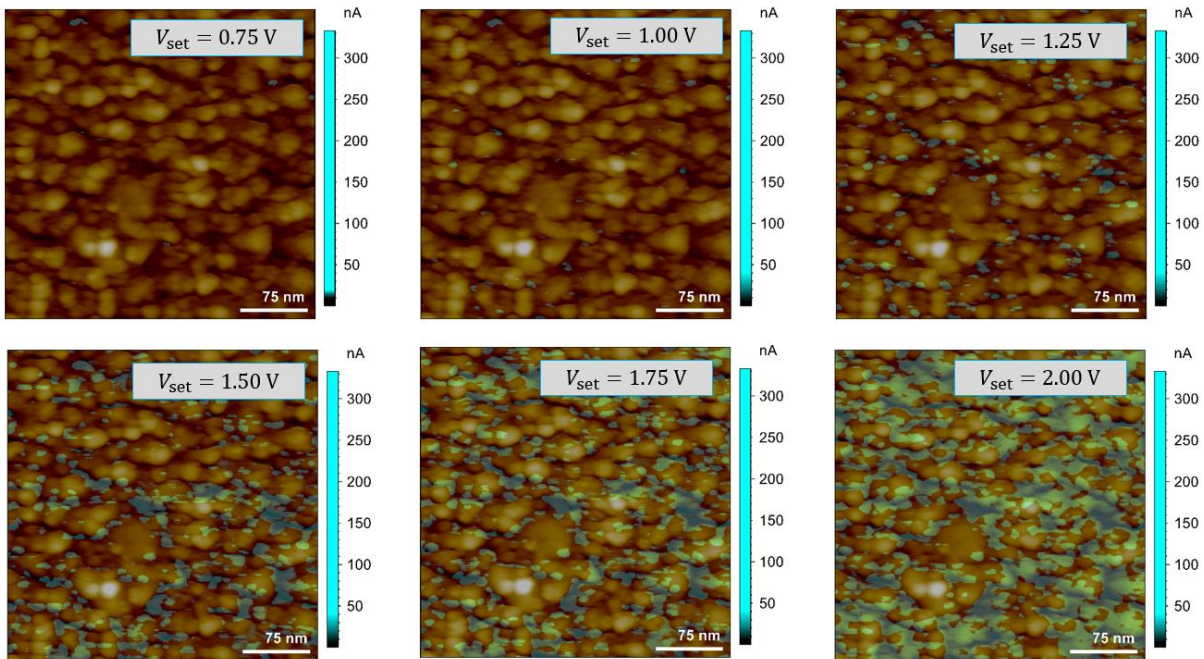 nA
V_set = 0.75 V
300
250
200
150
100
50
75 nm
nA
V_set = 1.00 V
300
250
200
150
100
50
75 nm
nA
V_set = 1.25 V
300
250
200
150
100
50
75 nm
nA
V_set = 1.50 V
300
250
200
150
100
50
75 nm
nA
V_set = 1.75 V
300
250
200
150
100
50
75 nm
nA
V_set = 2.00 V
300
250
200
150
100
50
75 nm